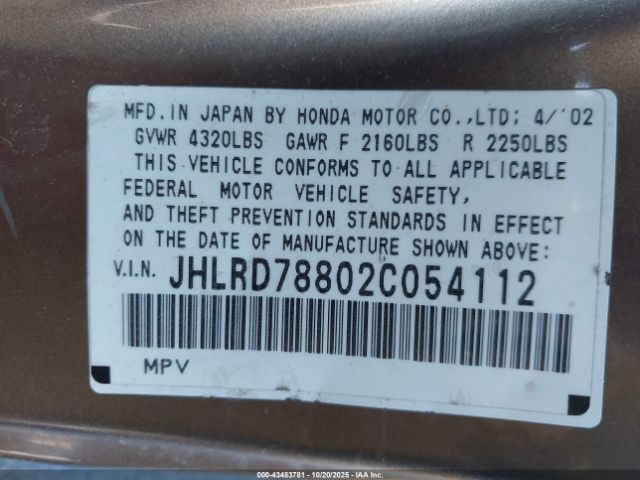 MFD. IN JAPAN BY HONDA MOTOR CO.,LTD; 4/'02
GVWR 4320LBS GAWR F 2160LBS R 2250LBS
THIS VEHICLE CONFORMS TO ALL APPLICABLE
FEDERAL MOTOR VEHICLE SAFETY,
AND THEFT PREVENTION STANDARDS IN EFFECT
ON THE DATE OF MANUFACTURE SHOWN ABOVE:
V.I.N. JHLRD78802C054112
MPV
000-43483781 - 10/20/2025 - IAA, Inc.